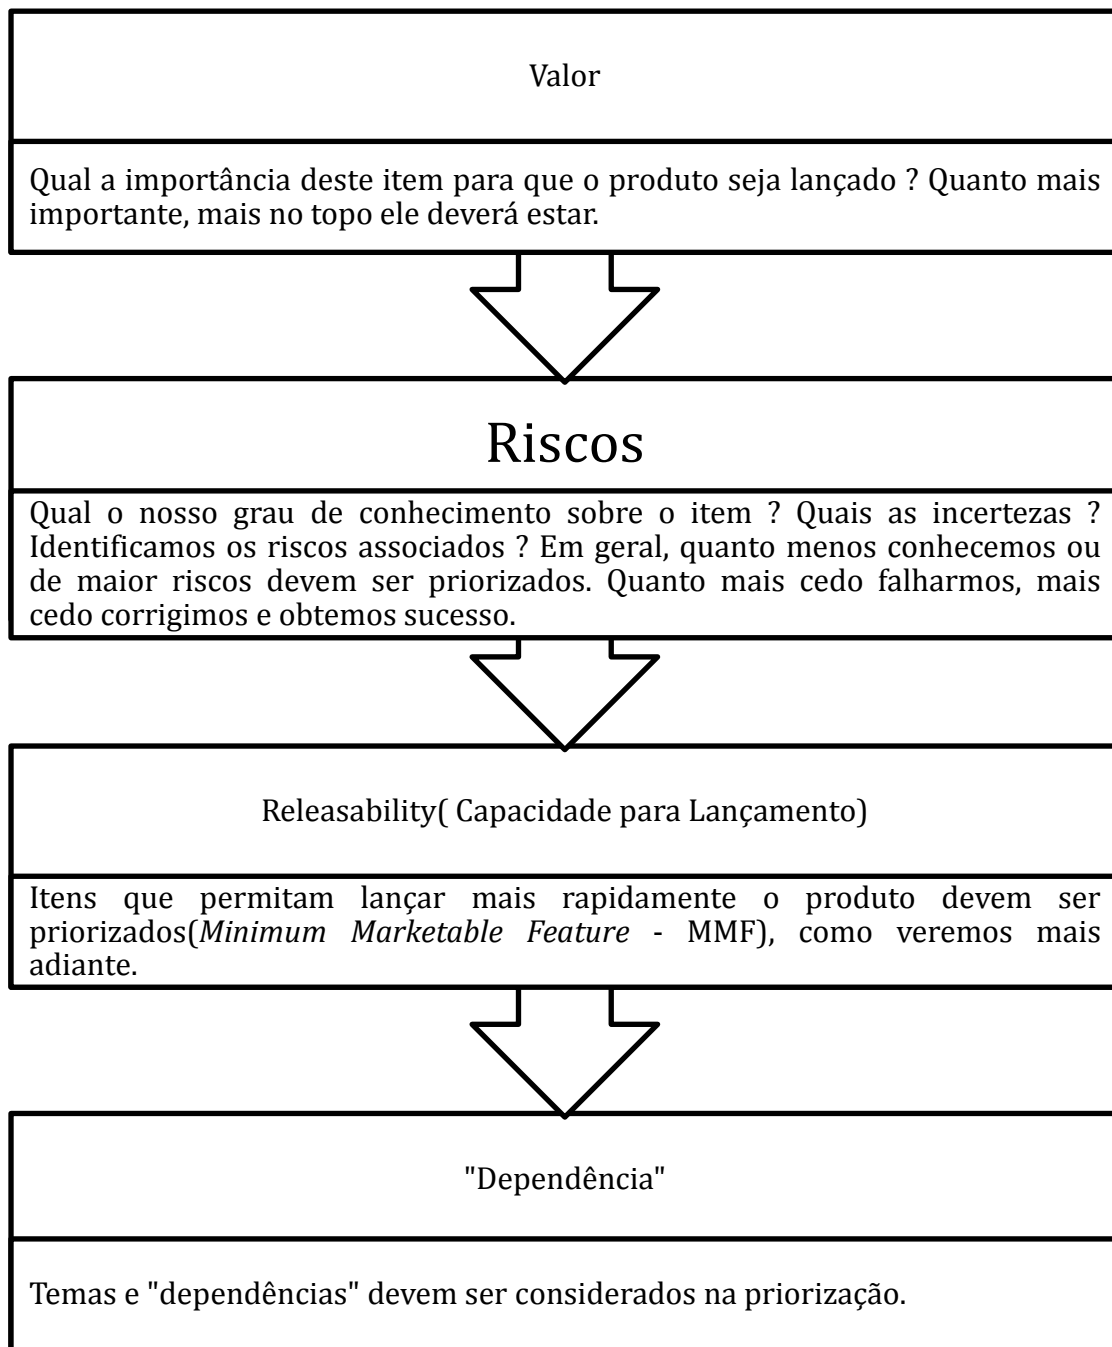 Valor
Qual a importância deste item para que o produto seja lançado ? Quanto mais
importante, mais no topo ele deverá estar.
Riscos
Qual o nosso grau de conhecimento sobre o item ? Quais as incertezas ?
Identificamos os riscos associados ? Em geral, quanto menos conhecemos ou
de maior riscos devem ser priorizados. Quanto mais cedo falharmos, mais
cedo corrigimos e obtemos sucesso.
Releasability( Capacidade para Lançamento)
Itens que permitam lançar mais rapidamente o produto devem ser
priorizados(Minimum Marketable Feature - MMF), como veremos mais
adiante.
"Dependência"
Temas e "dependências" devem ser considerados na priorização.